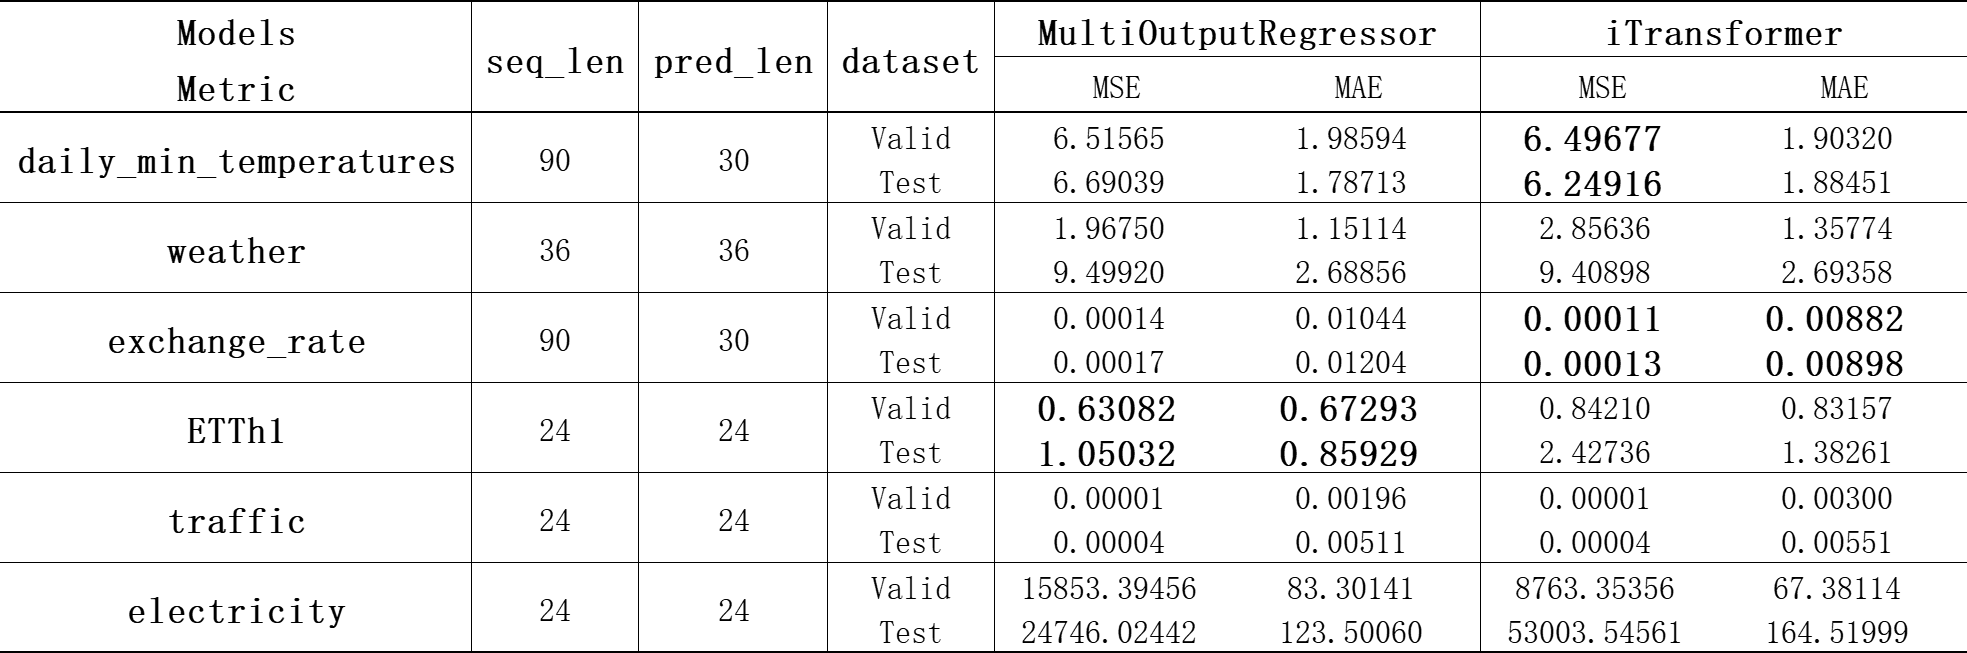 Models seq_len pred_len dataset MultiOutputRegressor iTransformer
Metric MSE MAE MSE MAE
daily_min_temperatures 90 30 Valid 6.51565 1.98594 6.49677 1.90320
Test 6.69039 1.78713 6.24916 1.88451
weather 36 36 Valid 1.96750 1.15114 2.85636 1.35774
Test 9.49920 2.68856 9.40898 2.69358
exchange_rate 90 30 Valid 0.00014 0.01044 0.00011 0.00882
Test 0.00017 0.01204 0.00013 0.00898
ETTh1 24 24 Valid 0.63082 0.67293 0.84210 0.83157
Test 1.05032 0.85929 2.42736 1.38261
traffic 24 24 Valid 0.00001 0.00196 0.00001 0.00300
Test 0.00004 0.00511 0.00004 0.00551
electricity 24 24 Valid 15853.39456 83.30141 8763.35356 67.38114
Test 24746.02442 123.50060 53003.54561 164.51999